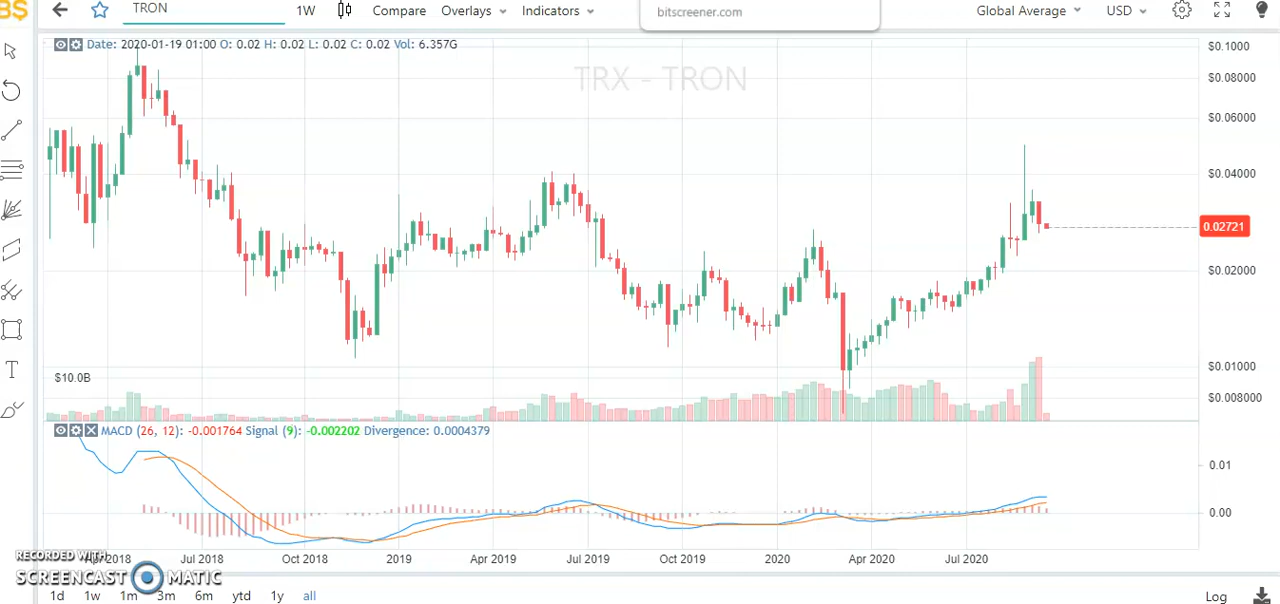 BS TRON 1W Compare Overlays Indicators bitscreener.com Global Average USD
Date: 2020-01-19 01:00 O: 0.02 H: 0.02 L: 0.02 C: 0.02 Vol: 6.357G
TRX - TRON
$0.1000
$0.08000
$0.06000
$0.04000
0.02721
$0.02000
$0.01000
$10.0B
$0.008000
MACD (26, 12): -0.001764 Signal (9): -0.002202 Divergence: 0.0004379
0.01
0.00
T
RECORDED WITH
SCREENCAST MATIC
2018 Jul 2018 Oct 2018 2019 Apr 2019 Jul 2019 Oct 2019 2020 Apr 2020 Jul 2020
1d 1w 1m 3m 6m ytd 1y all Log